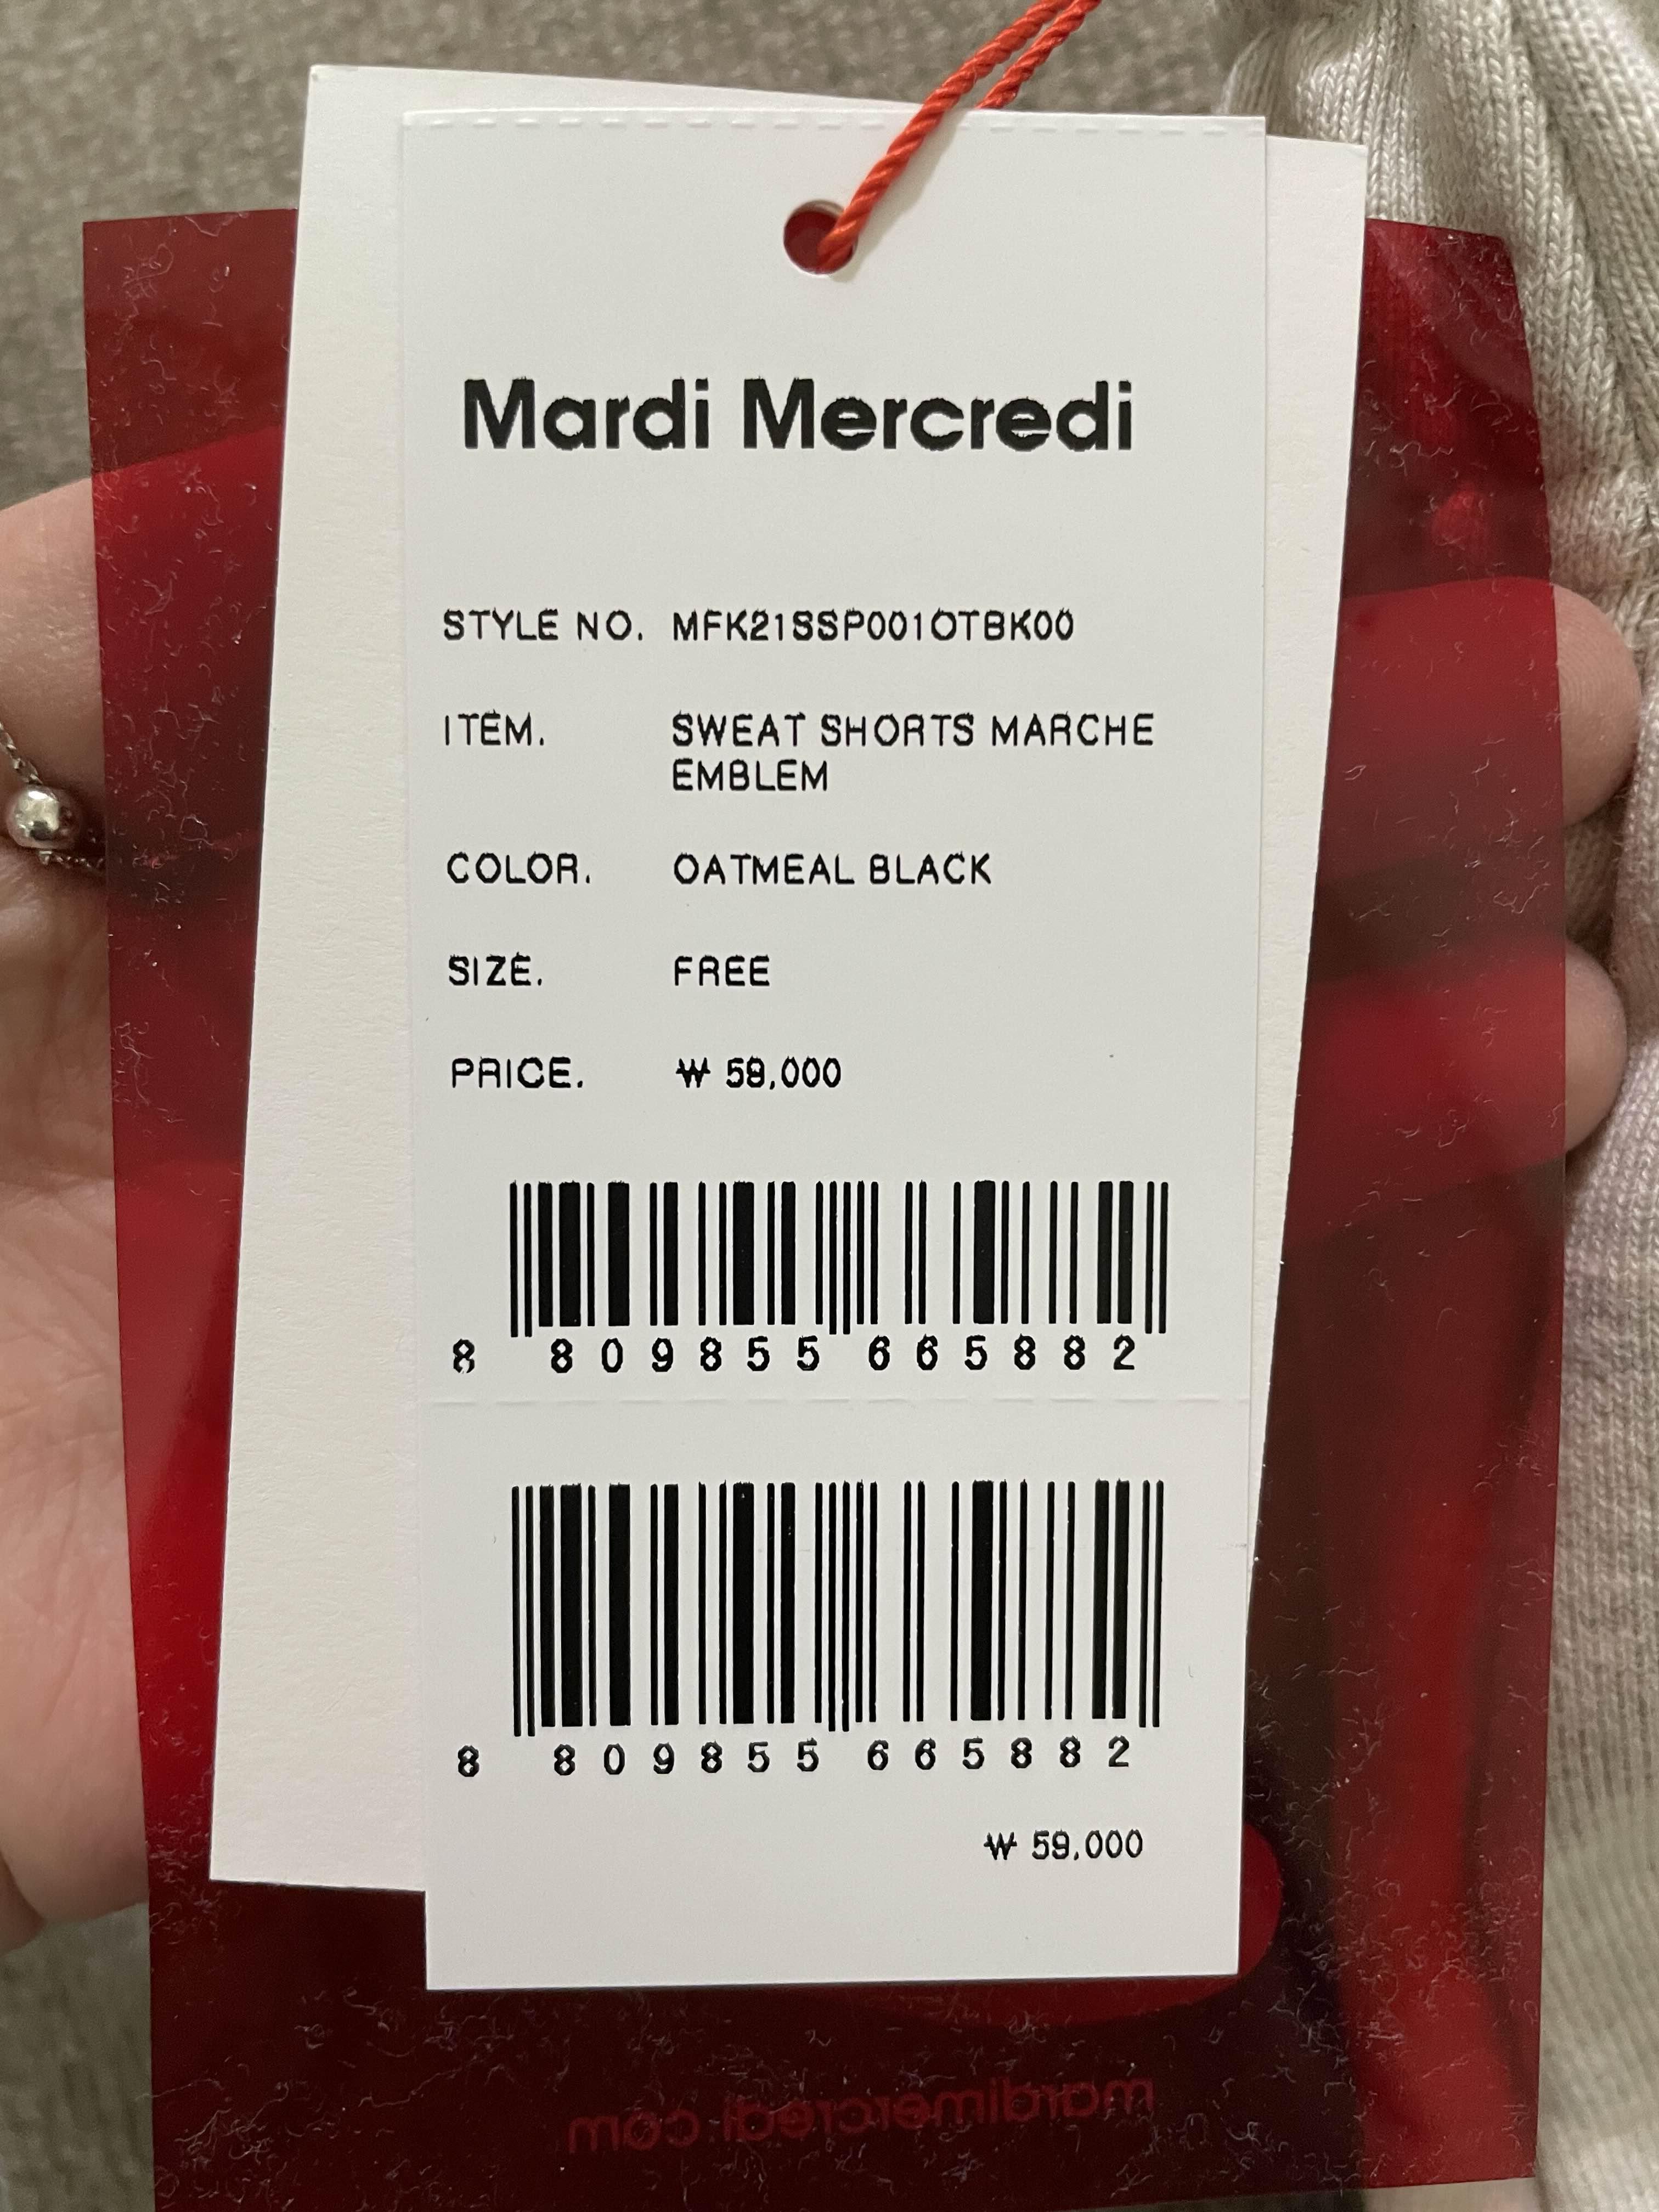 Mardi Mercredi
STYLE NO. MFK21SSP001OTBK00
ITEM. SWEAT SHORTS MARCHE
EMBLEM
COLOR. OATMEAL BLACK
SIZE. FREE
PRICE. ₩ 59,000
8 809855 665882
8 809855 665882
₩ 59,000
mardimercredi.com